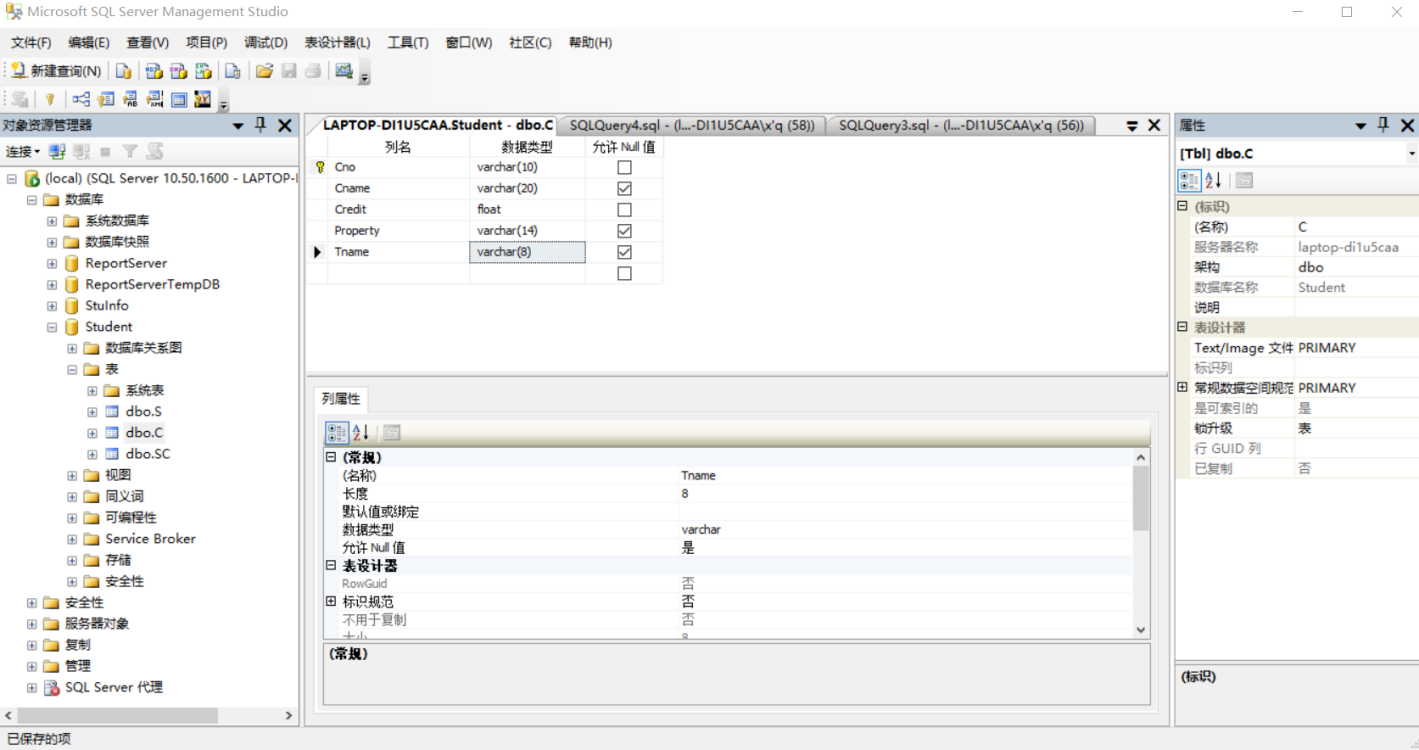 Microsoft SQL Server Management Studio
文件(F) 编辑(E) 查看(V) 项目(P) 调试(D) 表设计器(L) 工具(T) 窗口(W) 社区(C) 帮助(H)
新建查询(N)
对象资源管理器
连接
(local) (SQL Server 10.50.1600 - LAPTOP-
数据库
系统数据库
数据库快照
ReportServer
ReportServerTempDB
StuInfo
Student
数据库关系图
表
系统表
dbo.S
dbo.C
dbo.SC
视图
同义词
可编程性
Service Broker
存储
安全性
安全性
服务器对象
复制
管理
SQL Server 代理
LAPTOP-DI1U5CAA.Student - dbo.C SQLQuery4.sql - (l...-DI1U5CAA\x'q (58)) SQLQuery3.sql - (l...-DI1U5CAA\x'q (56))
列名 数据类型 允许 Null 值
Cno varchar(10)
Cname varchar(20)
Credit float
Property varchar(14)
Tname varchar(8)
列属性
(常规)
(名称) Tname
长度 8
默认值或绑定
数据类型 varchar
允许 Null 值 是
表设计器
RowGuid 否
标识规范 否
不用于复制 否
大小 8
(常规)
属性
[Tbl] dbo.C
(标识)
(名称) C
服务器名称 laptop-di1u5caa
架构 dbo
数据库名称 Student
说明
表设计器
Text/Image 文件 PRIMARY
标识列
常规数据空间规范 PRIMARY
是可索引的 是
锁升级 表
行 GUID 列
已复制 否
(标识)
已保存的项